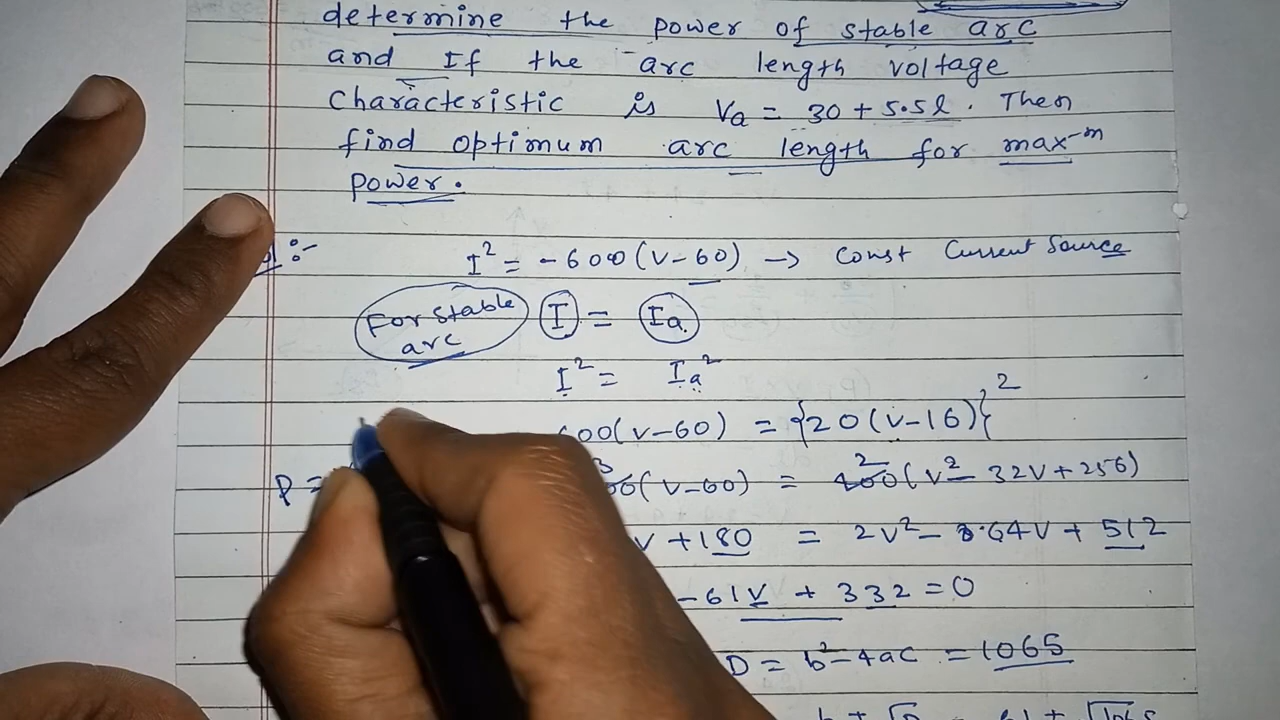 determine the power of stable arc
and If the arc length voltage
characteristic is Va = 30 + 5.5l. Then
find optimum arc length for max-m
power.
I² = -600(V-60) → Const Current Source
For stable arc I = Ia
I² = Ia²
600(V-60) = {20(V-16)}²
(V-60) = 400(V² - 32V + 256)
P =
V + 180 = 2V² - 64V + 512
-61V + 332 = 0
D = b² - 4ac = 1065